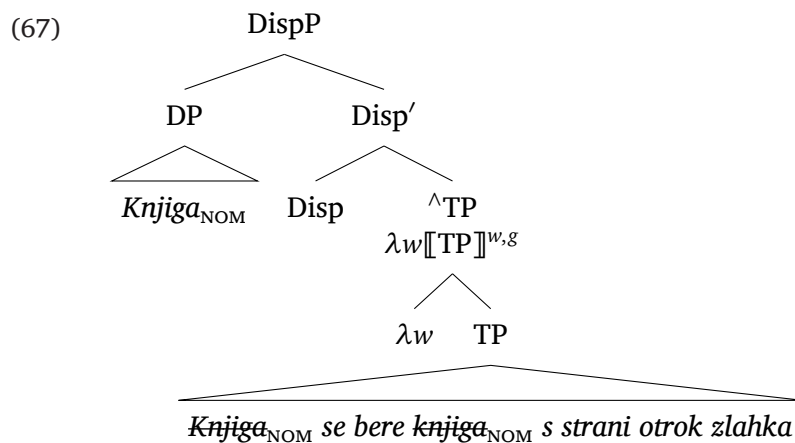 (67)
DispP
DP Disp′
Knjiga_NOM Disp ^TP
λw⟦TP⟧^w,g
λw TP
Knjiga_NOM se bere knjiga_NOM s strani otrok zlahka